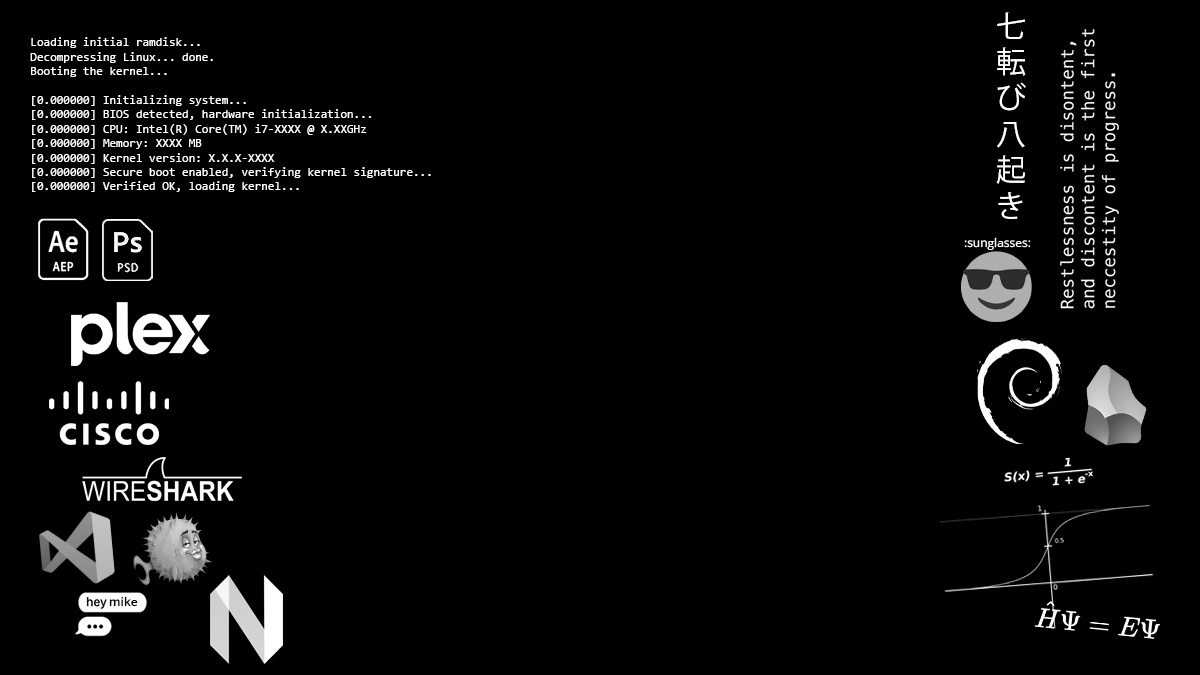 Loading initial ramdisk...
Decompressing Linux... done.
Booting the kernel...
[0.000000] Initializing system...
[0.000000] BIOS detected, hardware initialization...
[0.000000] CPU: Intel(R) Core(TM) i7-XXXX @ X.XXGHz
[0.000000] Memory: XXXX MB
[0.000000] Kernel version: X.X.X-XXXX
[0.000000] Secure boot enabled, verifying kernel signature...
[0.000000] Verified OK, loading kernel...
Ae
AEP
Ps
PSD
plex
CISCO
WIRESHARK
hey mike
N
七転び八起き
Restlessness is disontent,
and discontent is the first
neccestity of progress.
:sunglasses:
S(x) = 1 / 1 + e^-x
1
0.5
0
ĤΨ = EΨ